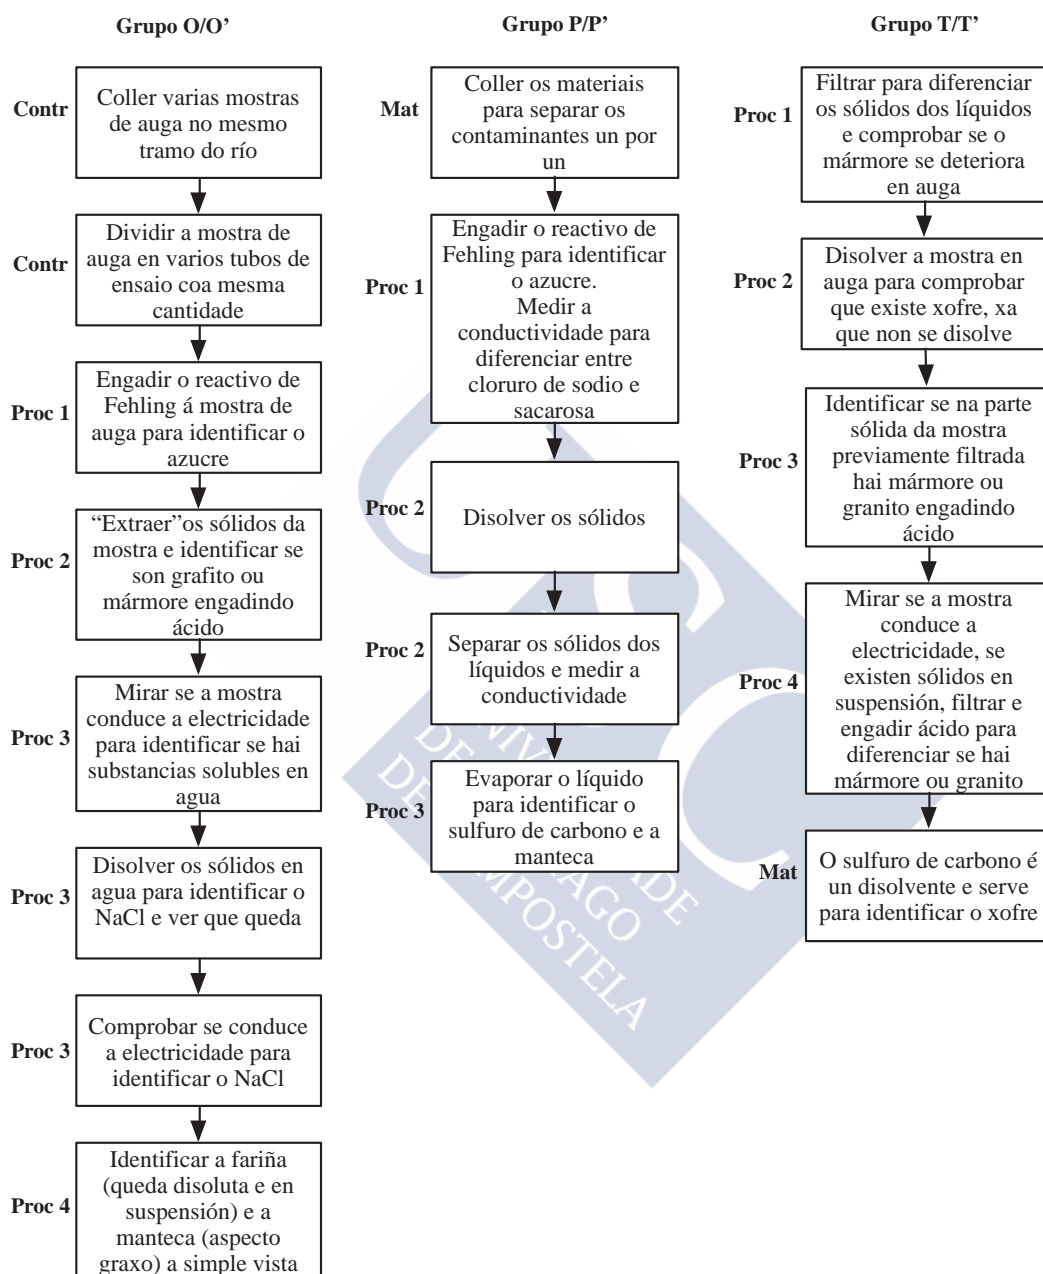 Grupo O/O’
Contr
Coller varias mostras
de auga no mesmo
tramo do río
Contr
Dividir a mostra de
auga en varios tubos de
ensaio coa mesma
cantidade
Proc 1
Engadir o reactivo de
Fehling á mostra de
auga para identificar o
azucre
Proc 2
“Extraer”os sólidos da
mostra e identificar se
son grafito ou
mármore engadindo
ácido
Proc 3
Mirar se a mostra
conduce a electricidade
para identificar se hai
substancias solubles en
agua
Proc 3
Disolver os sólidos en
agua para identificar o
NaCl e ver que queda
Proc 3
Comprobar se conduce
a electricidade para
identificar o NaCl
Proc 4
Identificar a fariña
(queda disoluta e en
suspensión) e a
manteca (aspecto
graxo) a simple vista
Grupo P/P’
Mat
Coller os materiais
para separar os
contaminantes un por
un
Proc 1
Engadir o reactivo de
Fehling para identificar
o azucre.
Medir a
conductividade para
diferenciar entre
cloruro de sodio e
sacarosa
Proc 2
Disolver os sólidos
Proc 2
Separar os sólidos dos
líquidos e medir a
conductividade
Proc 3
Evaporar o líquido
para identificar o
sulfuro de carbono e a
manteca
Grupo T/T’
Proc 1
Filtrar para diferenciar
os sólidos dos líquidos
e comprobar se o
mármore se deteriora
en auga
Proc 2
Disolver a mostra en
auga para comprobar
que existe xofre, xa
que non se disolve
Proc 3
Identificar se na parte
sólida da mostra
previamente filtrada
hai mármore ou
granito engadindo
ácido
Proc 4
Mirar se a mostra
conduce a
electricidade, se
existen sólidos en
suspensión, filtrar e
engadir ácido para
diferenciar se hai
mármore ou granito
Mat
O sulfuro de carbono é
un disolvente e serve
para identificar o xofre
USC